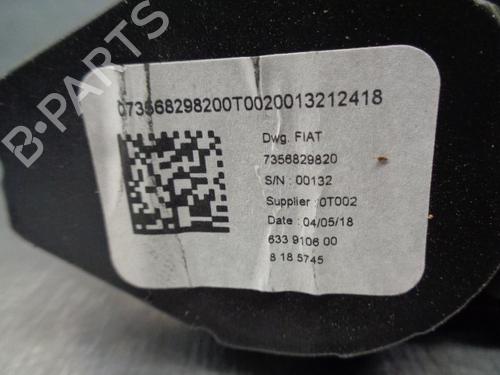 07356829820OT0020013212418
Dwg. FIAT
7356829820
S/N : 00132
Supplier : 0T002
Date : 04/05/18
633 9106 00
8 18 5745
B-PARTS